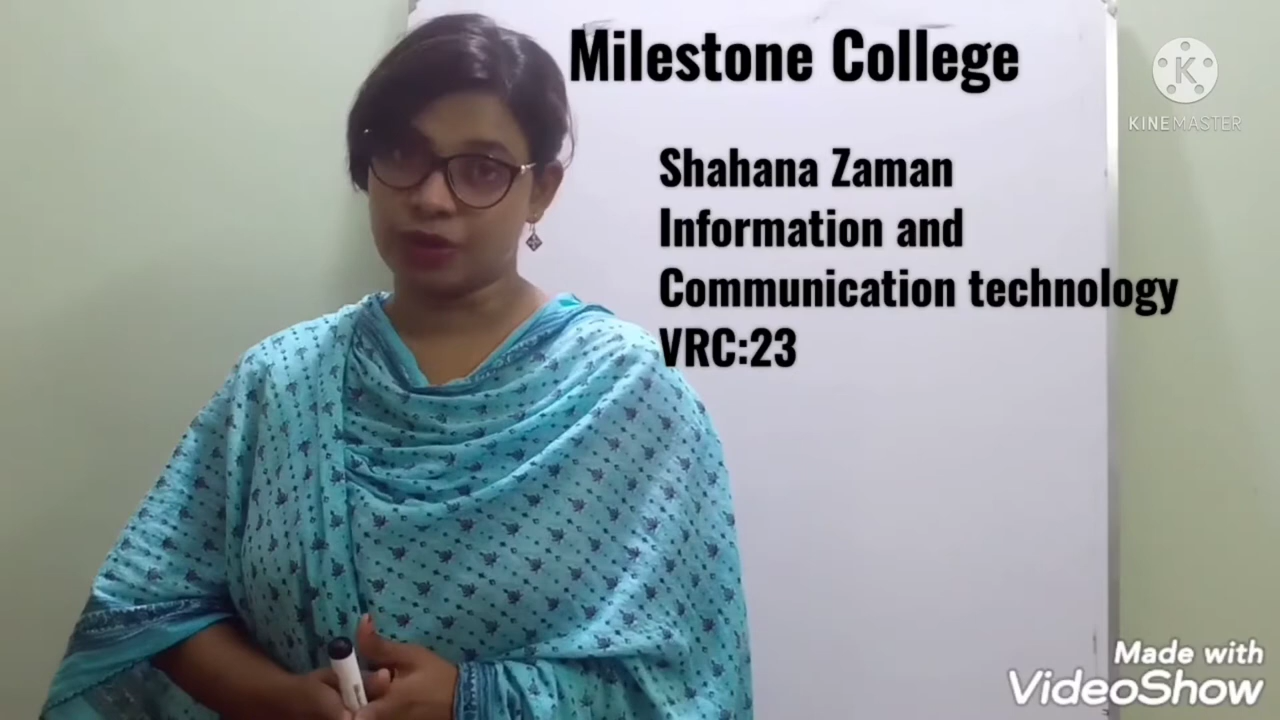 Milestone College
Shahana Zaman
Information and
Communication technology
VRC:23
KINEMASTER
Made with
VideoShow